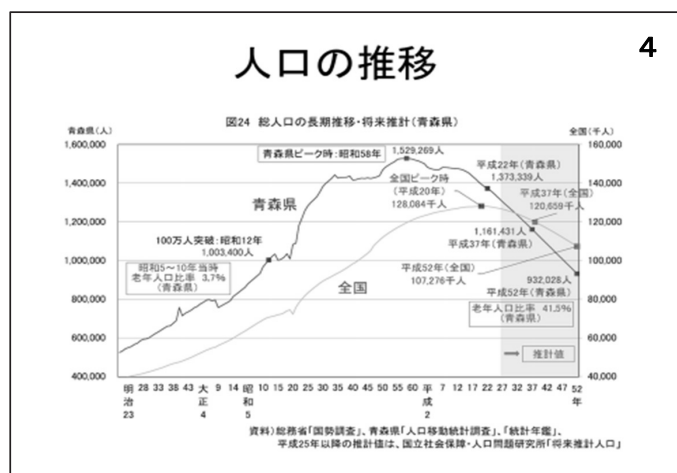 4
人口の推移
図24 総人口の長期推移・将来推計(青森県)
青森県(人)
全国(千人)
1,600,000
1,400,000
1,200,000
1,000,000
800,000
600,000
400,000
160,000
140,000
120,000
100,000
80,000
60,000
40,000
青森県ピーク時:昭和58年
1,529,269人
平成22年(青森県)
1,373,339人
全国ピーク時
(平成20年)
128,084千人
平成37年(全国)
120,659千人
青森県
100万人突破:昭和12年
1,003,400人
1,161,431人
平成37年(青森県)
昭和5~10年当時
老年人口比率 3.7%
(青森県)
全国
平成52年(全国)
107,276千人
932,028人
平成52年(青森県)
老年人口比率 41.5%
(青森県)
推計値
明治23 28 33 38 43 大正4 9 14 昭和5 10 15 20 25 30 35 40 45 50 55 60 平成2 7 12 17 22 27 32 37 42 47 52年
資料)総務省「国勢調査」、青森県「人口移動統計調査」、「統計年鑑」、
平成25年以降の推計値は、国立社会保障・人口問題研究所「将来推計人口」